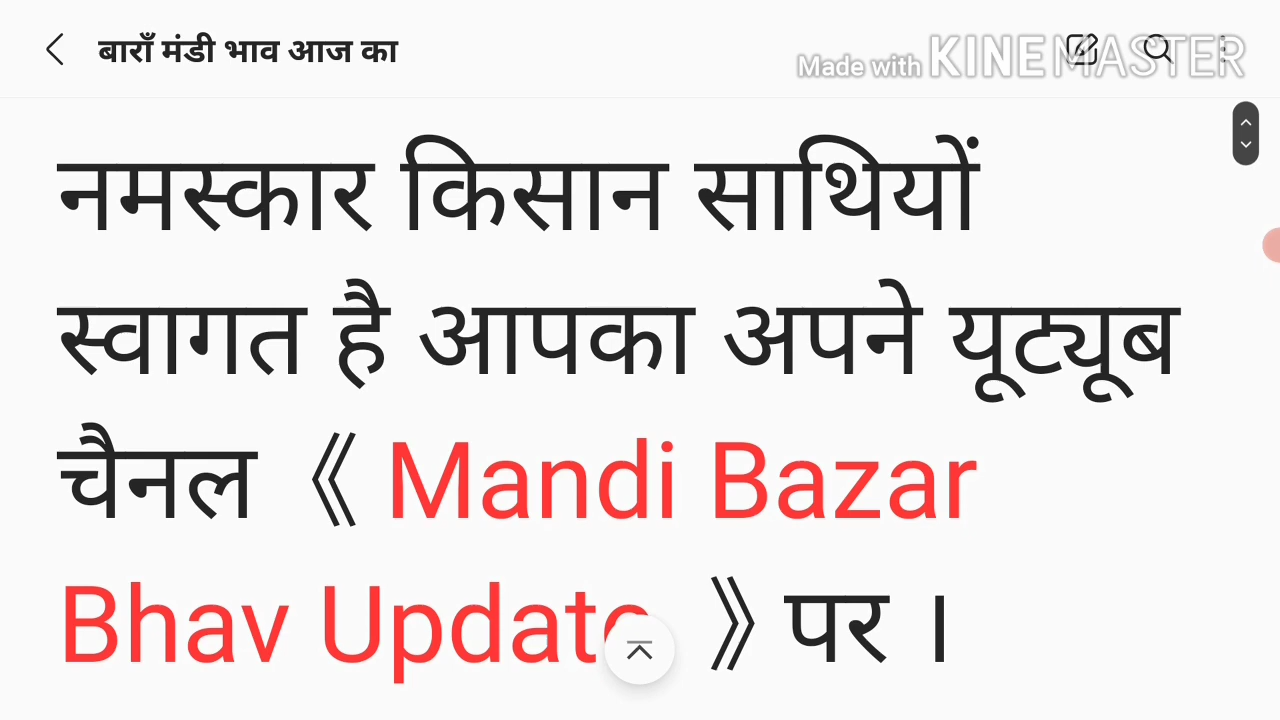 बाराँ मंडी भाव आज का
Made with KINEMASTER
नमस्कार किसान साथियों
स्वागत है आपका अपने यूट्यूब
चैनल 《 Mandi Bazar
Bhav Update 》पर ।